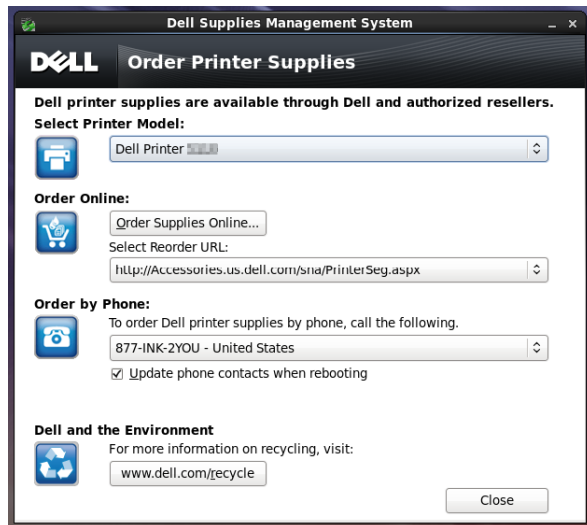 Dell Supplies Management System
DELL Order Printer Supplies
Dell printer supplies are available through Dell and authorized resellers.
Select Printer Model:
Dell Printer
Order Online:
Order Supplies Online...
Select Reorder URL:
http://Accessories.us.dell.com/sna/PrinterSeg.aspx
Order by Phone:
To order Dell printer supplies by phone, call the following.
877-INK-2YOU - United States
Update phone contacts when rebooting
Dell and the Environment
For more information on recycling, visit:
www.dell.com/recycle
Close